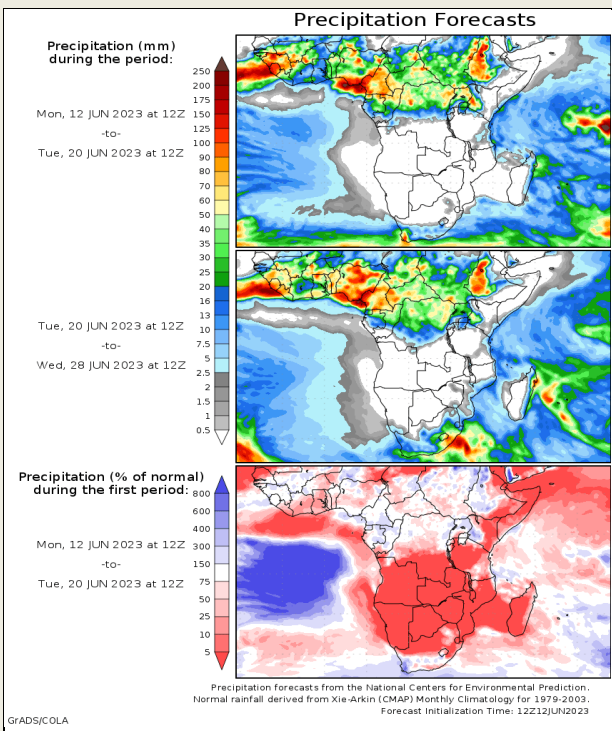 Precipitation Forecasts
Precipitation (mm)
during the period:
Mon, 12 JUN 2023 at 12Z
-to-
Tue, 20 JUN 2023 at 12Z
250
200
175
150
125
100
90
80
70
60
50
40
35
30
25
20
16
13
10
7.5
5
2.5
2
1.5
1
0.5
Tue, 20 JUN 2023 at 12Z
-to-
Wed, 28 JUN 2023 at 12Z
Precipitation (% of normal)
during the first period:
Mon, 12 JUN 2023 at 12Z
-to-
Tue, 20 JUN 2023 at 12Z
800
600
400
300
150
75
50
25
10
5
Precipitation forecasts from the National Centers for Environmental Prediction.
Normal rainfall derived from Xie-Arkin (CMAP) Monthly Climatology for 1979-2003.
Forecast Initialization Time: 12Z12JUN2023
GrADS/COLA